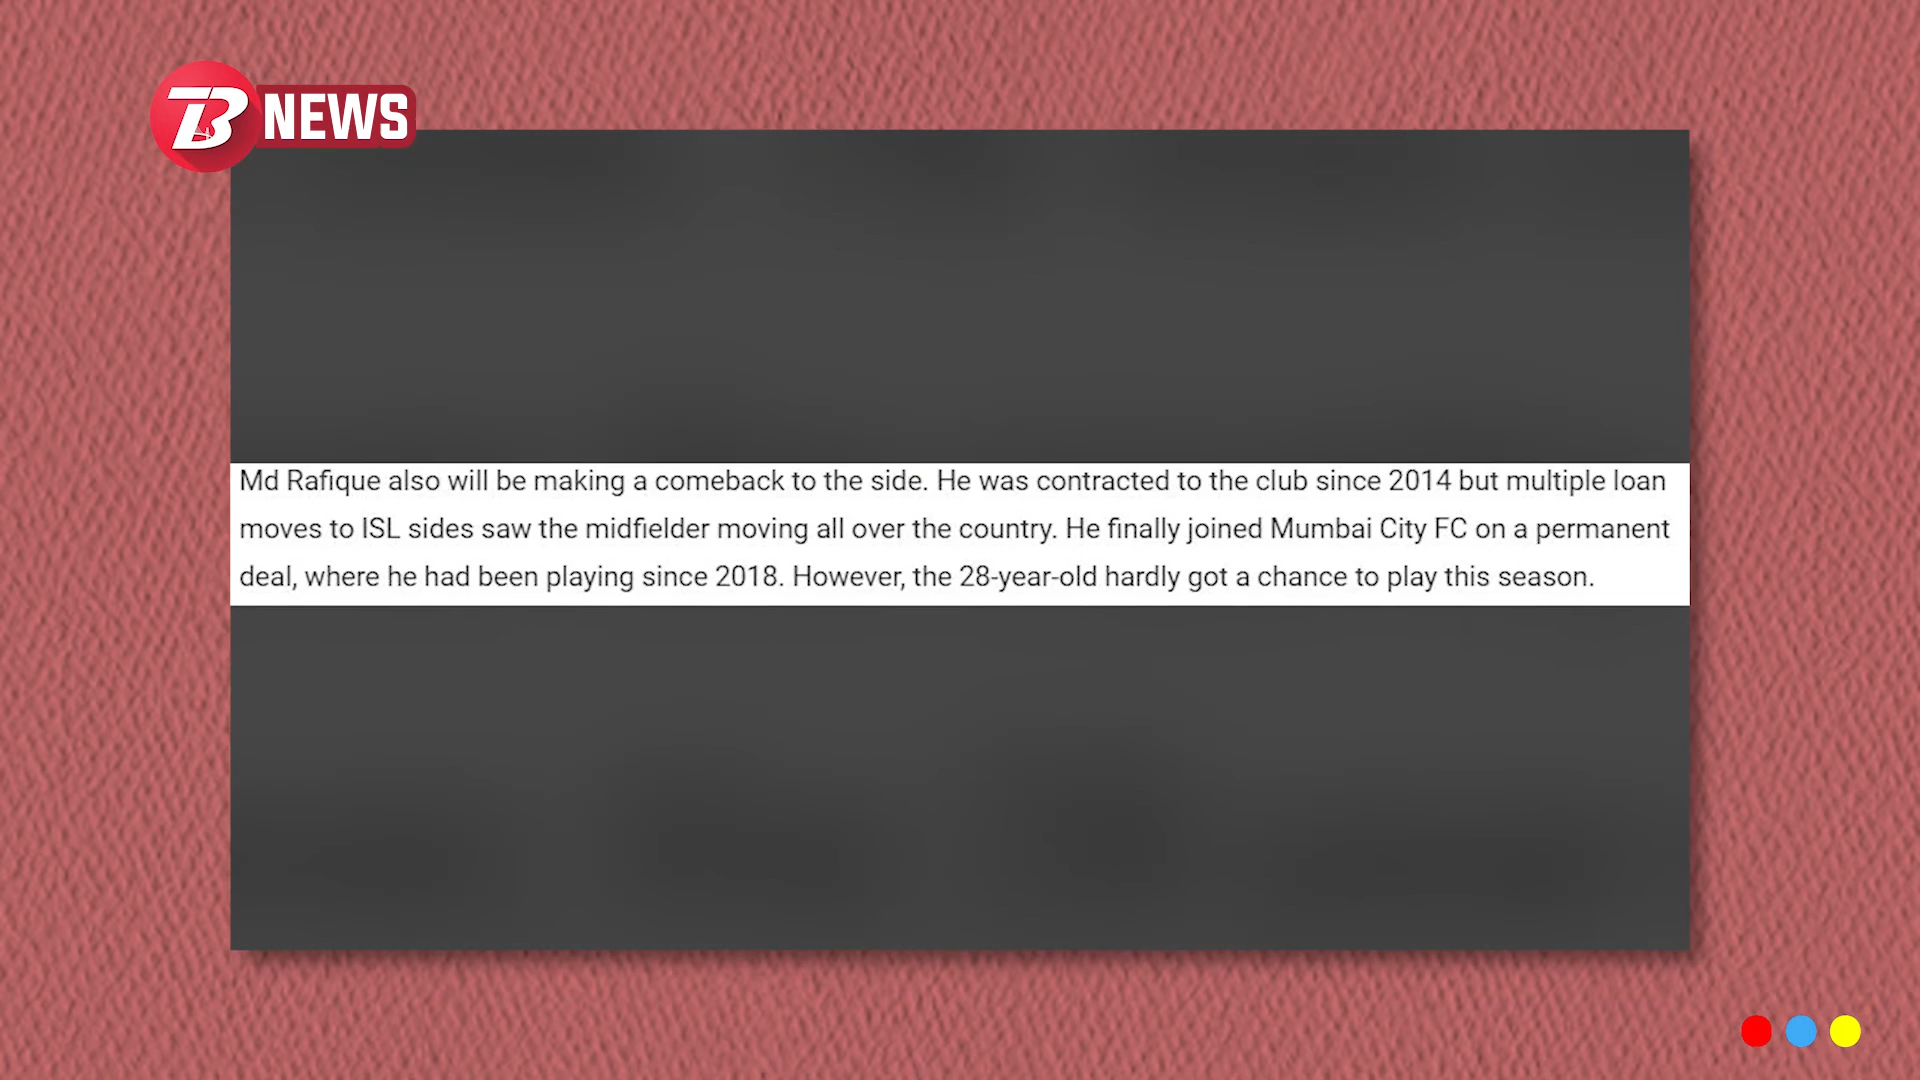 B NEWS
Md Rafique also will be making a comeback to the side. He was contracted to the club since 2014 but multiple loan
moves to ISL sides saw the midfielder moving all over the country. He finally joined Mumbai City FC on a permanent
deal, where he had been playing since 2018. However, the 28-year-old hardly got a chance to play this season.